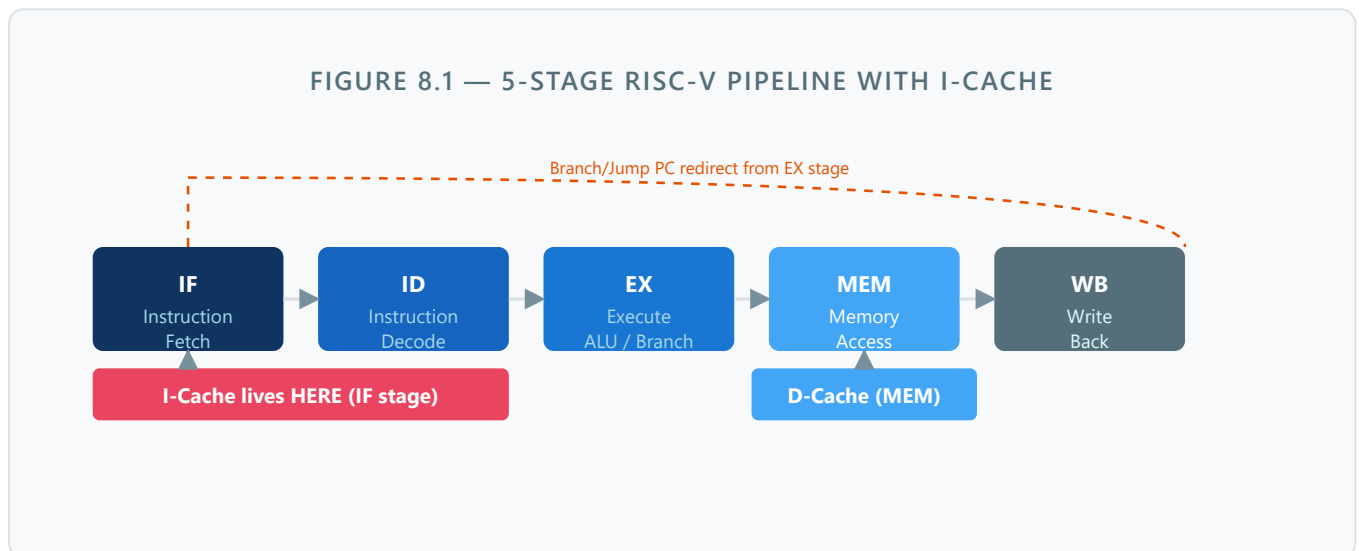 FIGURE 8.1 — 5-STAGE RISC-V PIPELINE WITH I-CACHE
Branch/Jump PC redirect from EX stage
IF
Instruction
Fetch
ID
Instruction
Decode
EX
Execute
ALU / Branch
MEM
Memory
Access
WB
Write
Back
I-Cache lives HERE (IF stage)
D-Cache (MEM)